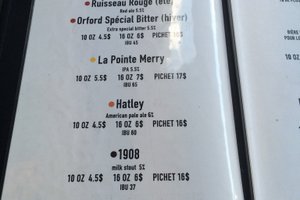 Ruisseau Rouge (été)
Red ale 5.5%
Orford Spécial Bitter (hiver)
Extra special bitter 5.5%
10 OZ 4.5$ 16 OZ 6$ PICHET 16$
IBU 45
La Pointe Merry
IPA 5.5%
10 OZ 5.5$ 16 OZ 7$ PICHET 17$
IBU 65
Hatley
American pale ale 6%
10 OZ 4.5$ 16 OZ 6$ PICHET 16$
IBU 60
1908
milk stout 5%
10 OZ 4.5$ 16 OZ 6$ PICHET 16$
IBU 37
BIÈRE
POUR L